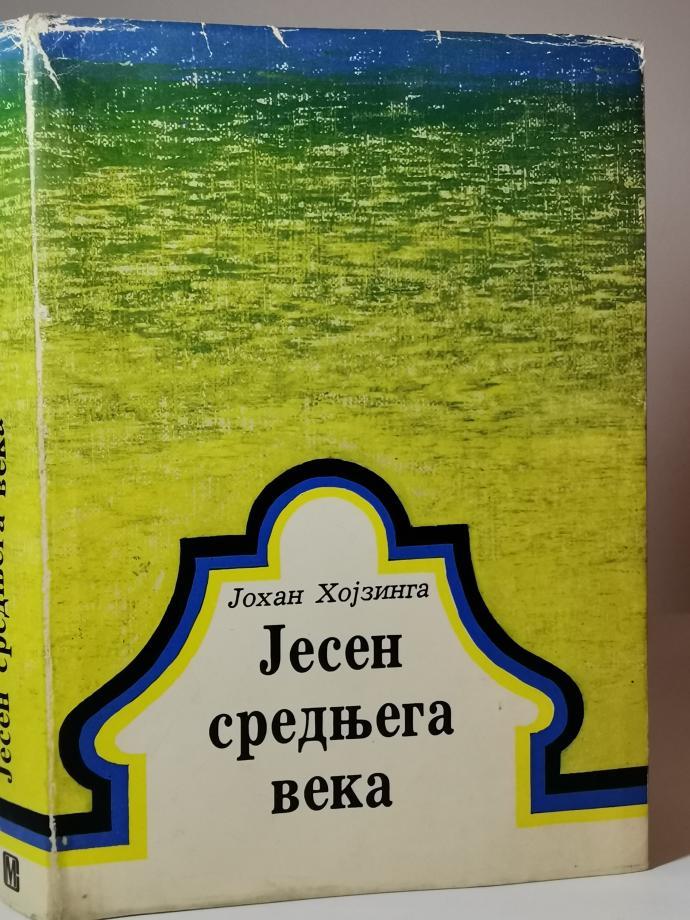 Јохан Хојзинга
Јесен
средњега
века
Јесен средњега века